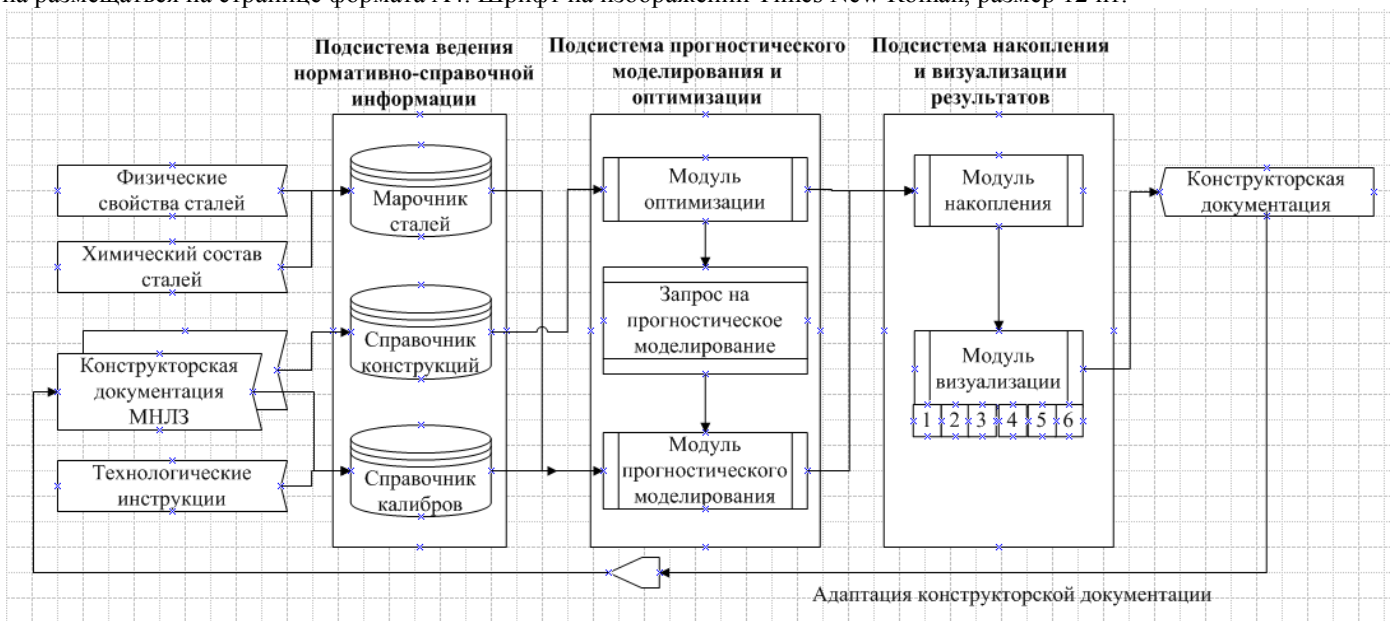 на размещаться на странице формата A4. Шрифт на изображении Times New Roman, размер 12 пт.
Подсистема ведения
нормативно-справочной
информации
Подсистема прогностического
моделирования и
оптимизации
Подсистема накопления
и визуализации
результатов
Физические
свойства сталей
Химический состав
сталей
Конструкторская
документация
МНЛЗ
Технологические
инструкции
Марочник
сталей
Справочник
конструкций
Справочник
калибров
Модуль
оптимизации
Запрос на
прогностическое
моделирование
Модуль
прогностического
моделирования
Модуль
накопления
Модуль
визуализации
1 2 3 4 5 6
Конструкторская
документация
Адаптация конструкторской документации